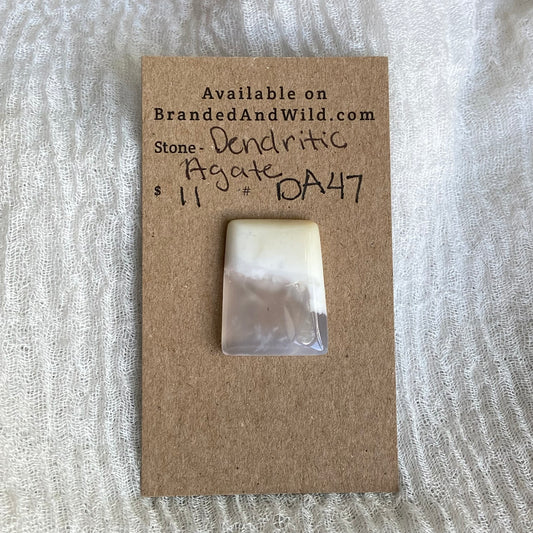 Available on
BrandedAndWild.com
Stone - Dendritic
Agate
$ 11 # DA47